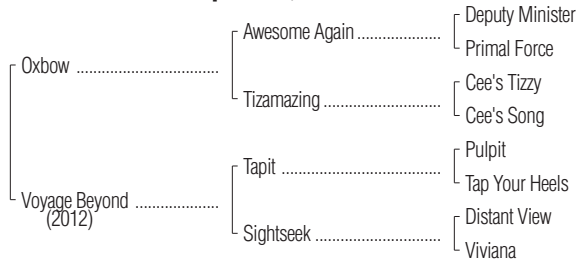 Deputy Minister
Awesome Again ....................
Primal Force
Oxbow ...................................
Cee's Tizzy
Tizamazing .............................
Cee's Song
Pulpit
Tapit .......................................
Tap Your Heels
Voyage Beyond .....................
(2012)
Distant View
Sightseek ...............................
Viviana